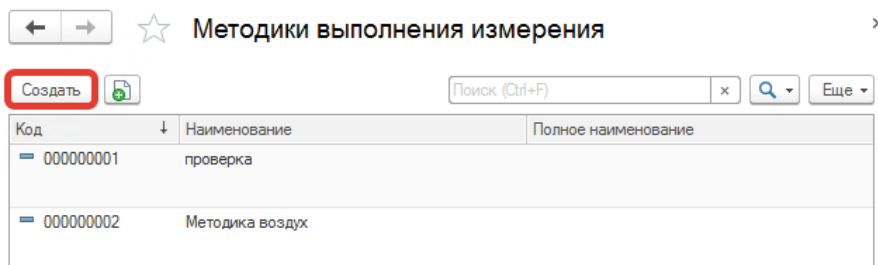 Методики выполнения измерения
Создать Поиск (Ctrl+F) × Еще
Код ↓ Наименование Полное наименование
000000001 проверка
000000002 Методика воздух